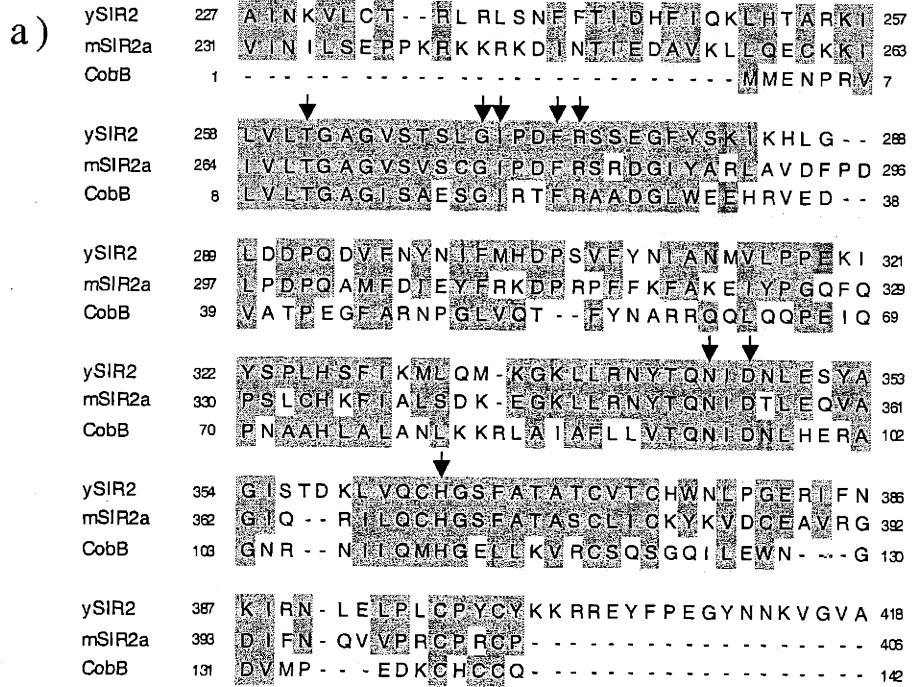 a)
ySIR2 227 A I N K V L C T - - R L R L S N F F T I D H F I Q K L H T A R K I 257
mSIR2a 231 V I N I L S E P P K R K K R K D I N T I E D A V K L L Q E C K K I 263
CobB 1 - - - - - - - - - - - - - - - - - - - - - - - - - - M M E N P R V 7
ySIR2 258 L V L T G A G V S T S L G I P D F R S S E G F Y S K I K H L G - - 288
mSIR2a 264 I V L T G A G V S V S C G I P D F R S R D G I Y A R L A V D F P D 296
CobB 8 L V L T G A G I S A E S G I R T F R A A D G L W E E H R V E D - - 38
ySIR2 289 L D D P Q D V F N Y N I F M H D P S V F Y N I A N M V L P P E K I 321
mSIR2a 297 L P D P Q A M F D I E Y F R K D P R P F F K F A K E I Y P G Q F Q 329
CobB 39 V A T P E G F A R N P G L V Q T - - F Y N A R R Q Q L Q Q P E I Q 69
ySIR2 322 Y S P L H S F I K M L Q M - K G K L L R N Y T Q N I D N L E S Y A 353
mSIR2a 330 P S L C H K F I A L S D K - E G K L L R N Y T Q N I D T L E Q V A 361
CobB 70 P N A A H L A L A N L K K R L A I A F L L V T Q N I D N L H E R A 102
ySIR2 354 G I S T D K L V Q C H G S F A T A T C V T C H W N L P G E R I F N 386
mSIR2a 362 G I Q - - R I L Q C H G S F A T A S C L I C K Y K V D C E A V R G 392
CobB 103 G N R - - N I I Q M H G E L L K V R C S Q S G Q I L E W N - - - G 130
ySIR2 387 K I R N - L E L P L C P Y C Y K K R R E Y F P E G Y N N K V G V A 418
mSIR2a 393 D I F N - Q V V P R C P R C P - - - - - - - - - - - - - - - - - - 406
CobB 131 D V M P - - - E D K C H C C Q - - - - - - - - - - - - - - - - - - 142